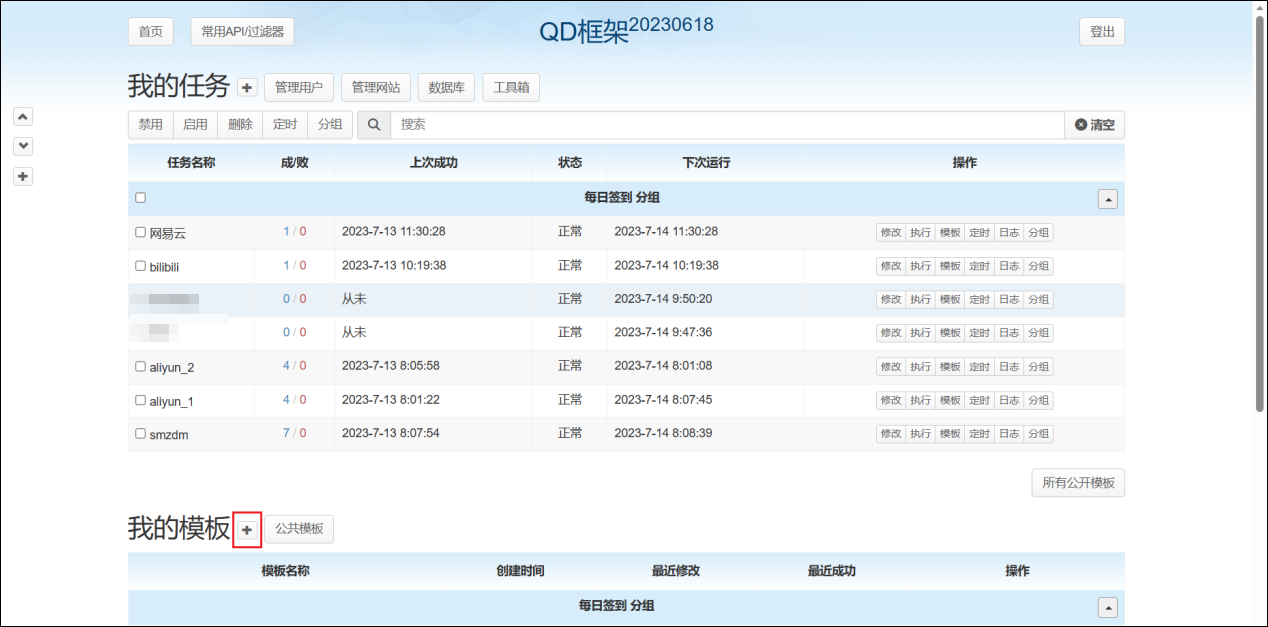 首页 常用API/过滤器 QD框架20230618 登出
我的任务 管理用户 管理网站 数据库 工具箱
禁用 启用 删除 定时 分组 搜索 清空
任务名称 成/败 上次成功 状态 下次运行 操作
每日签到 分组
网易云 1 / 0 2023-7-13 11:30:28 正常 2023-7-14 11:30:28 修改 执行 模板 定时 日志 分组
bilibili 1 / 0 2023-7-13 10:19:38 正常 2023-7-14 10:19:38 修改 执行 模板 定时 日志 分组
0 / 0 从未 正常 2023-7-14 9:50:20 修改 执行 模板 定时 日志 分组
0 / 0 从未 正常 2023-7-14 9:47:36 修改 执行 模板 定时 日志 分组
aliyun_2 4 / 0 2023-7-13 8:05:58 正常 2023-7-14 8:01:08 修改 执行 模板 定时 日志 分组
aliyun_1 4 / 0 2023-7-13 8:01:22 正常 2023-7-14 8:07:45 修改 执行 模板 定时 日志 分组
smzdm 7 / 0 2023-7-13 8:07:54 正常 2023-7-14 8:08:39 修改 执行 模板 定时 日志 分组
所有公开模板
我的模板 公共模板
模板名称 创建时间 最近修改 最近成功 操作
每日签到 分组